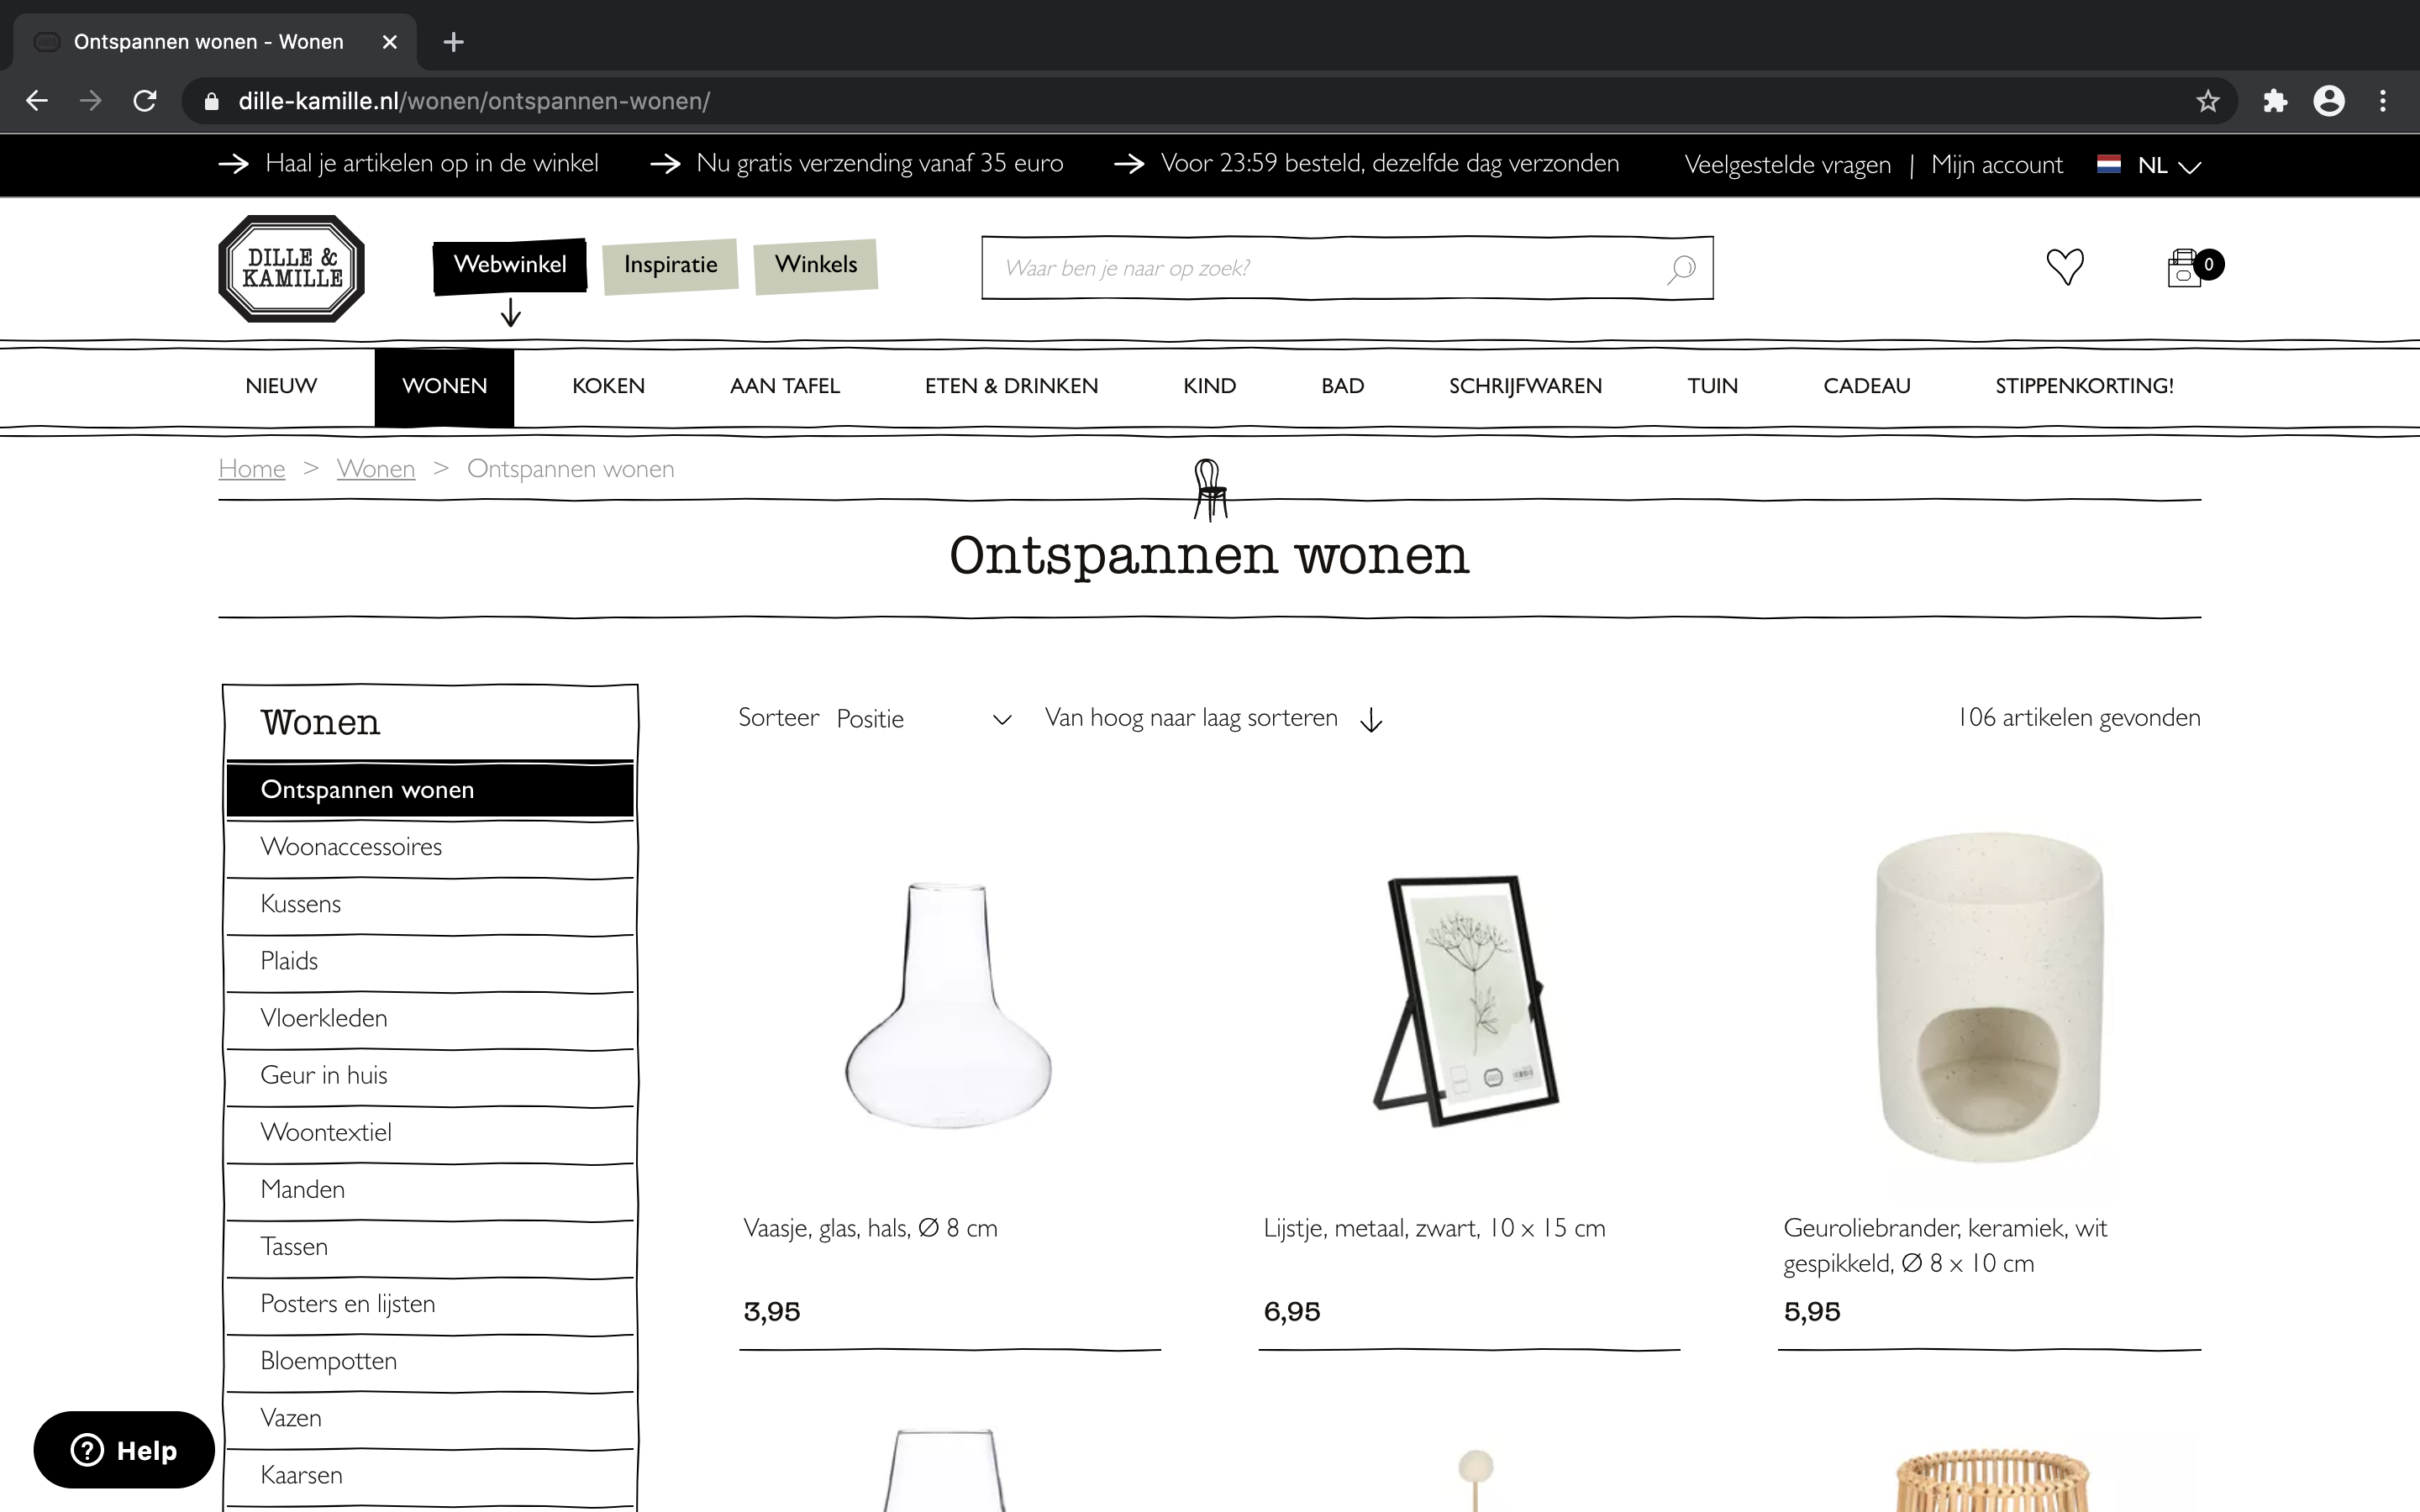 Ontspannen wonen - Wonen
dille-kamille.nl/wonen/ontspannen-wonen/
Haal je artikelen op in de winkel
Nu gratis verzending vanaf 35 euro
Voor 23:59 besteld, dezelfde dag verzonden
Veelgestelde vragen | Mijn account
NL
DILLE &
KAMILLE
Webwinkel
Inspiratie
Winkels
Waar ben je naar op zoek?
0
NIEUW
WONEN
KOKEN
AAN TAFEL
ETEN & DRINKEN
KIND
BAD
SCHRIJFWAREN
TUIN
CADEAU
STIPPENKORTING!
Home > Wonen > Ontspannen wonen
Ontspannen wonen
Wonen
Ontspannen wonen
Woonaccessoires
Kussens
Plaids
Vloerkleden
Geur in huis
Woontextiel
Manden
Tassen
Posters en lijsten
Bloempotten
Vazen
Kaarsen
Help
Sorteer Positie
Van hoog naar laag sorteren
106 artikelen gevonden
Vaasje, glas, hals, Ø 8 cm
3,95
Lijstje, metaal, zwart, 10 x 15 cm
6,95
Geuroliebrander, keramiek, wit
gespikkeld, Ø 8 x 10 cm
5,95